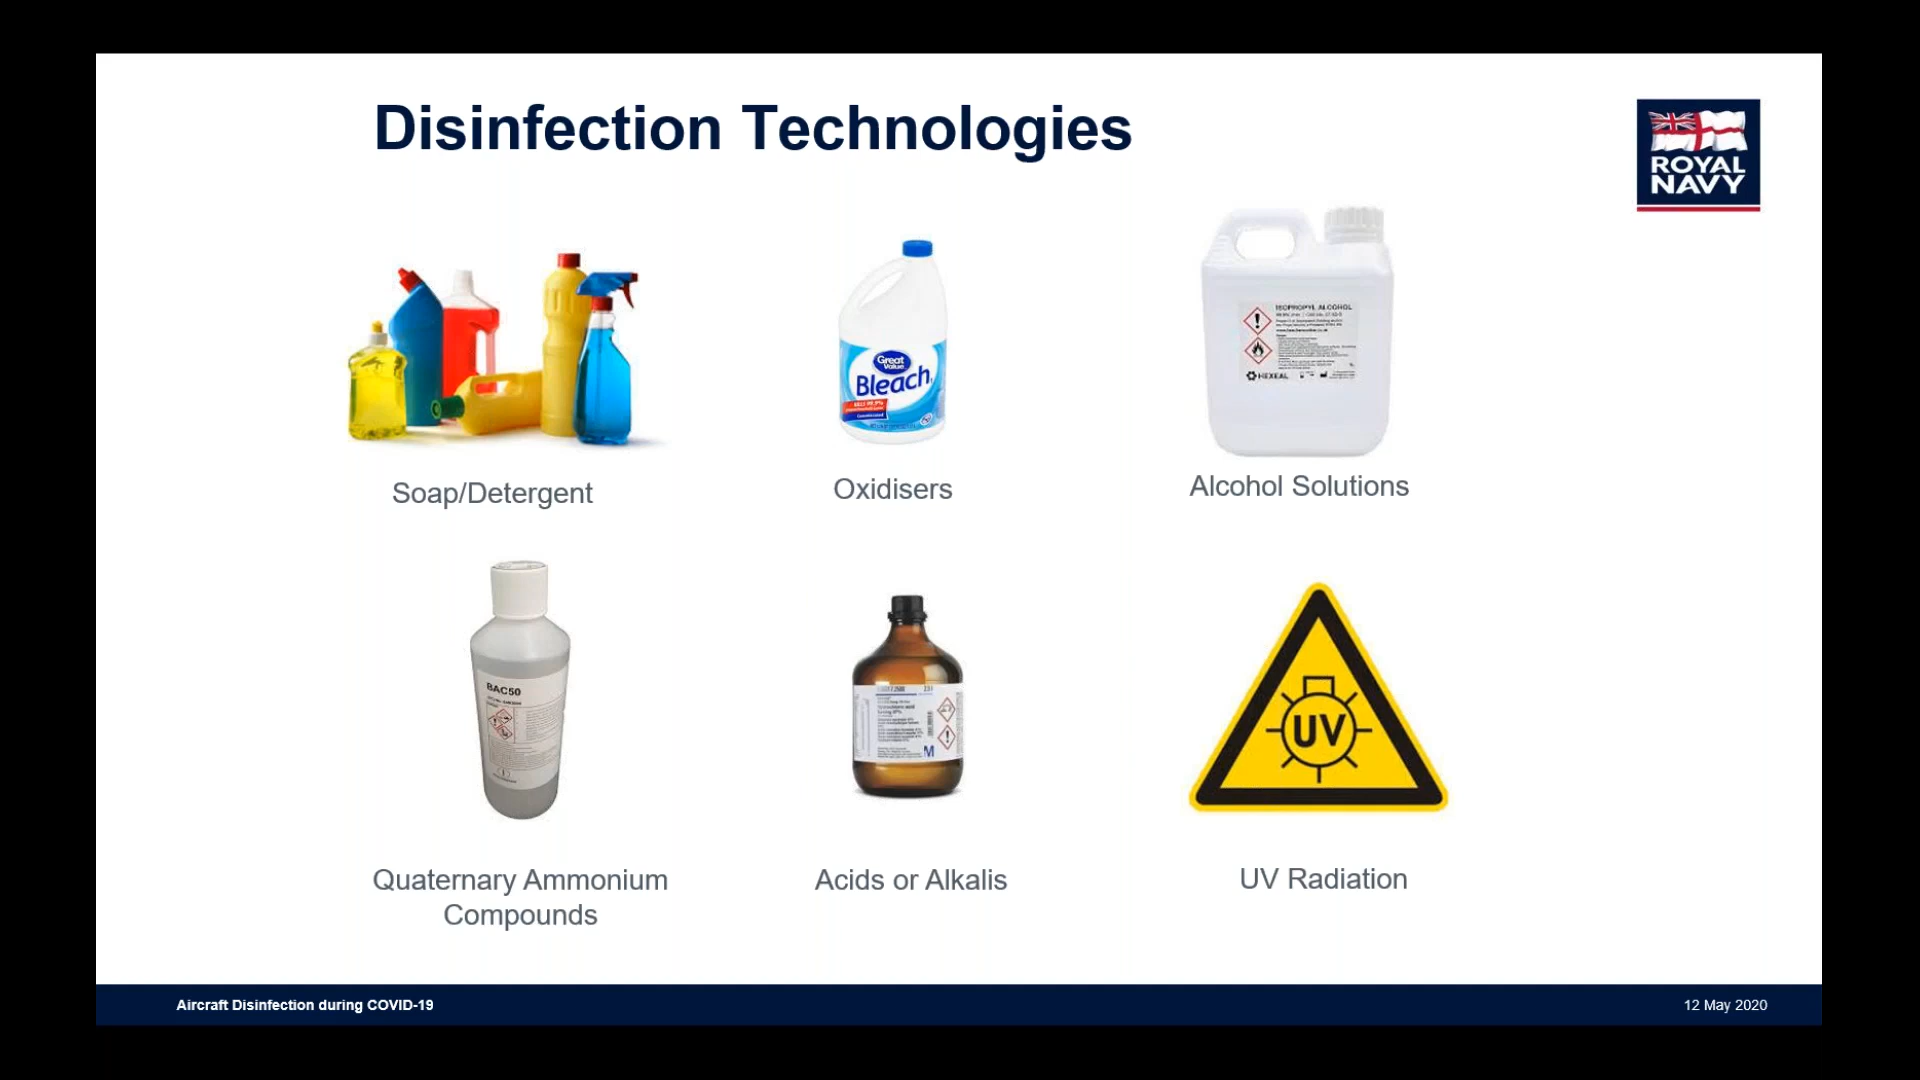 Disinfection Technologies
ROYAL
NAVY
Great
Value
Bleach
ISOPROPYL ALCOHOL
HEXEAL
Soap/Detergent
Oxidisers
Alcohol Solutions
BAC50
UV
M
Quaternary Ammonium
Compounds
Acids or Alkalis
UV Radiation
Aircraft Disinfection during COVID-19
12 May 2020